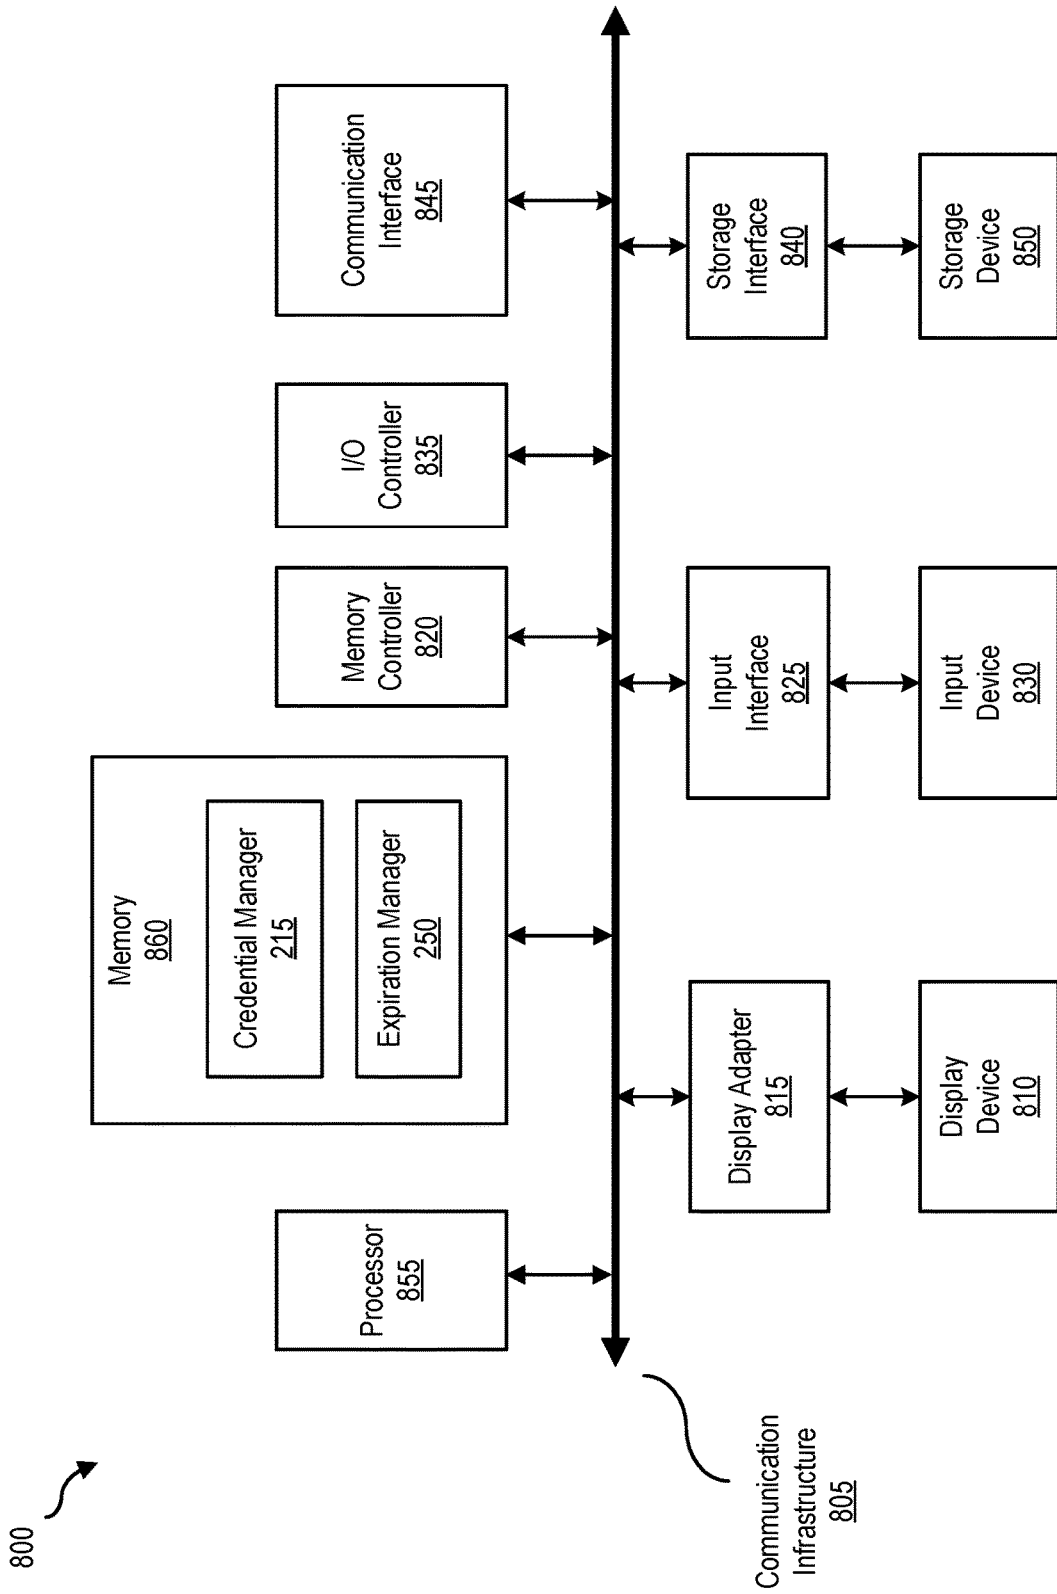 800
Processor
855
Memory
860
Credential Manager
215
Expiration Manager
250
Memory
Controller
820
I/O
Controller
835
Communication
Interface
845
Communication
Infrastructure
805
Display Adapter
815
Input
Interface
825
Storage
Interface
840
Display
Device
810
Input
Device
830
Storage
Device
850